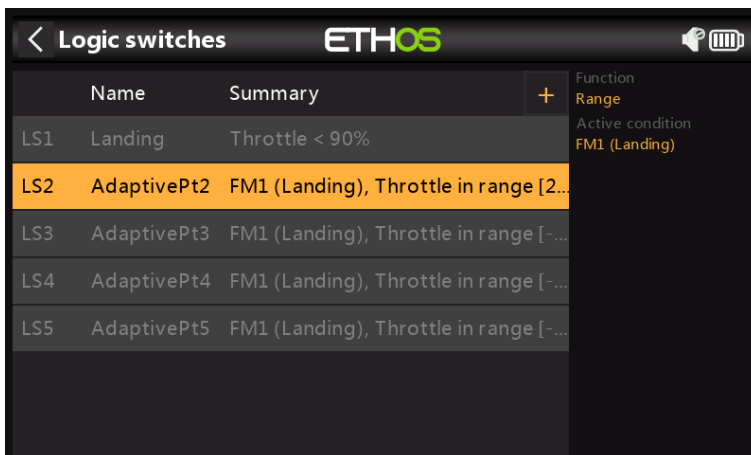 Logic switches
ETHOS
Name Summary +
LS1 Landing Throttle < 90%
LS2 AdaptivePt2 FM1 (Landing), Throttle in range [2...
LS3 AdaptivePt3 FM1 (Landing), Throttle in range [-...
LS4 AdaptivePt4 FM1 (Landing), Throttle in range [-...
LS5 AdaptivePt5 FM1 (Landing), Throttle in range [-...
Function
Range
Active condition
FM1 (Landing)